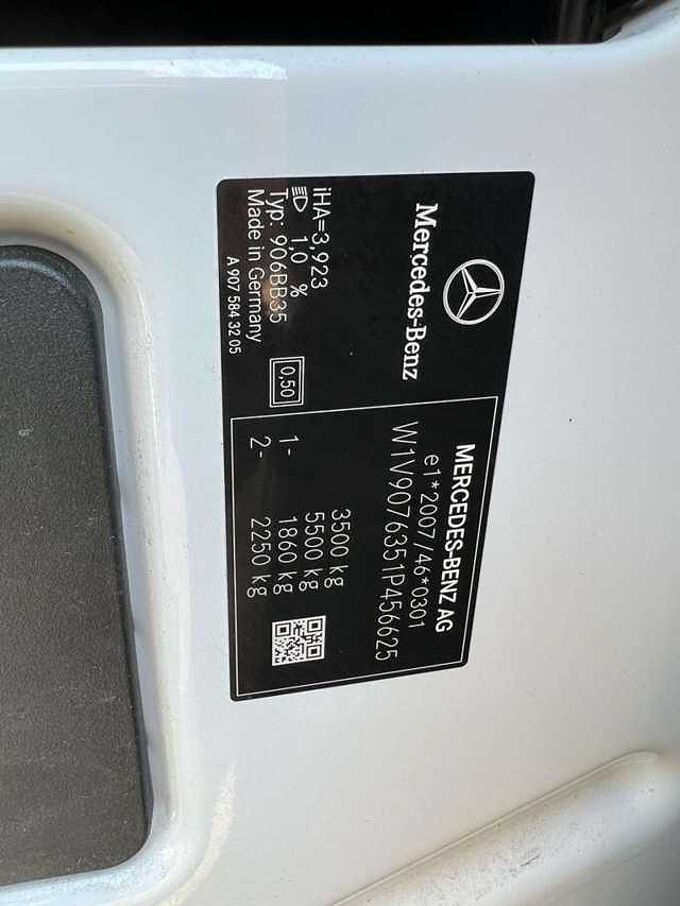 Mercedes-Benz
iHA=3,923
1,0 %
Typ: 906BB35
Made in Germany
A 907 584 32 05
0,50
MERCEDES-BENZ AG
e1*2007/46*0301
W1V9076351P456625
3500 kg
5500 kg
1- 1860 kg
2- 2250 kg